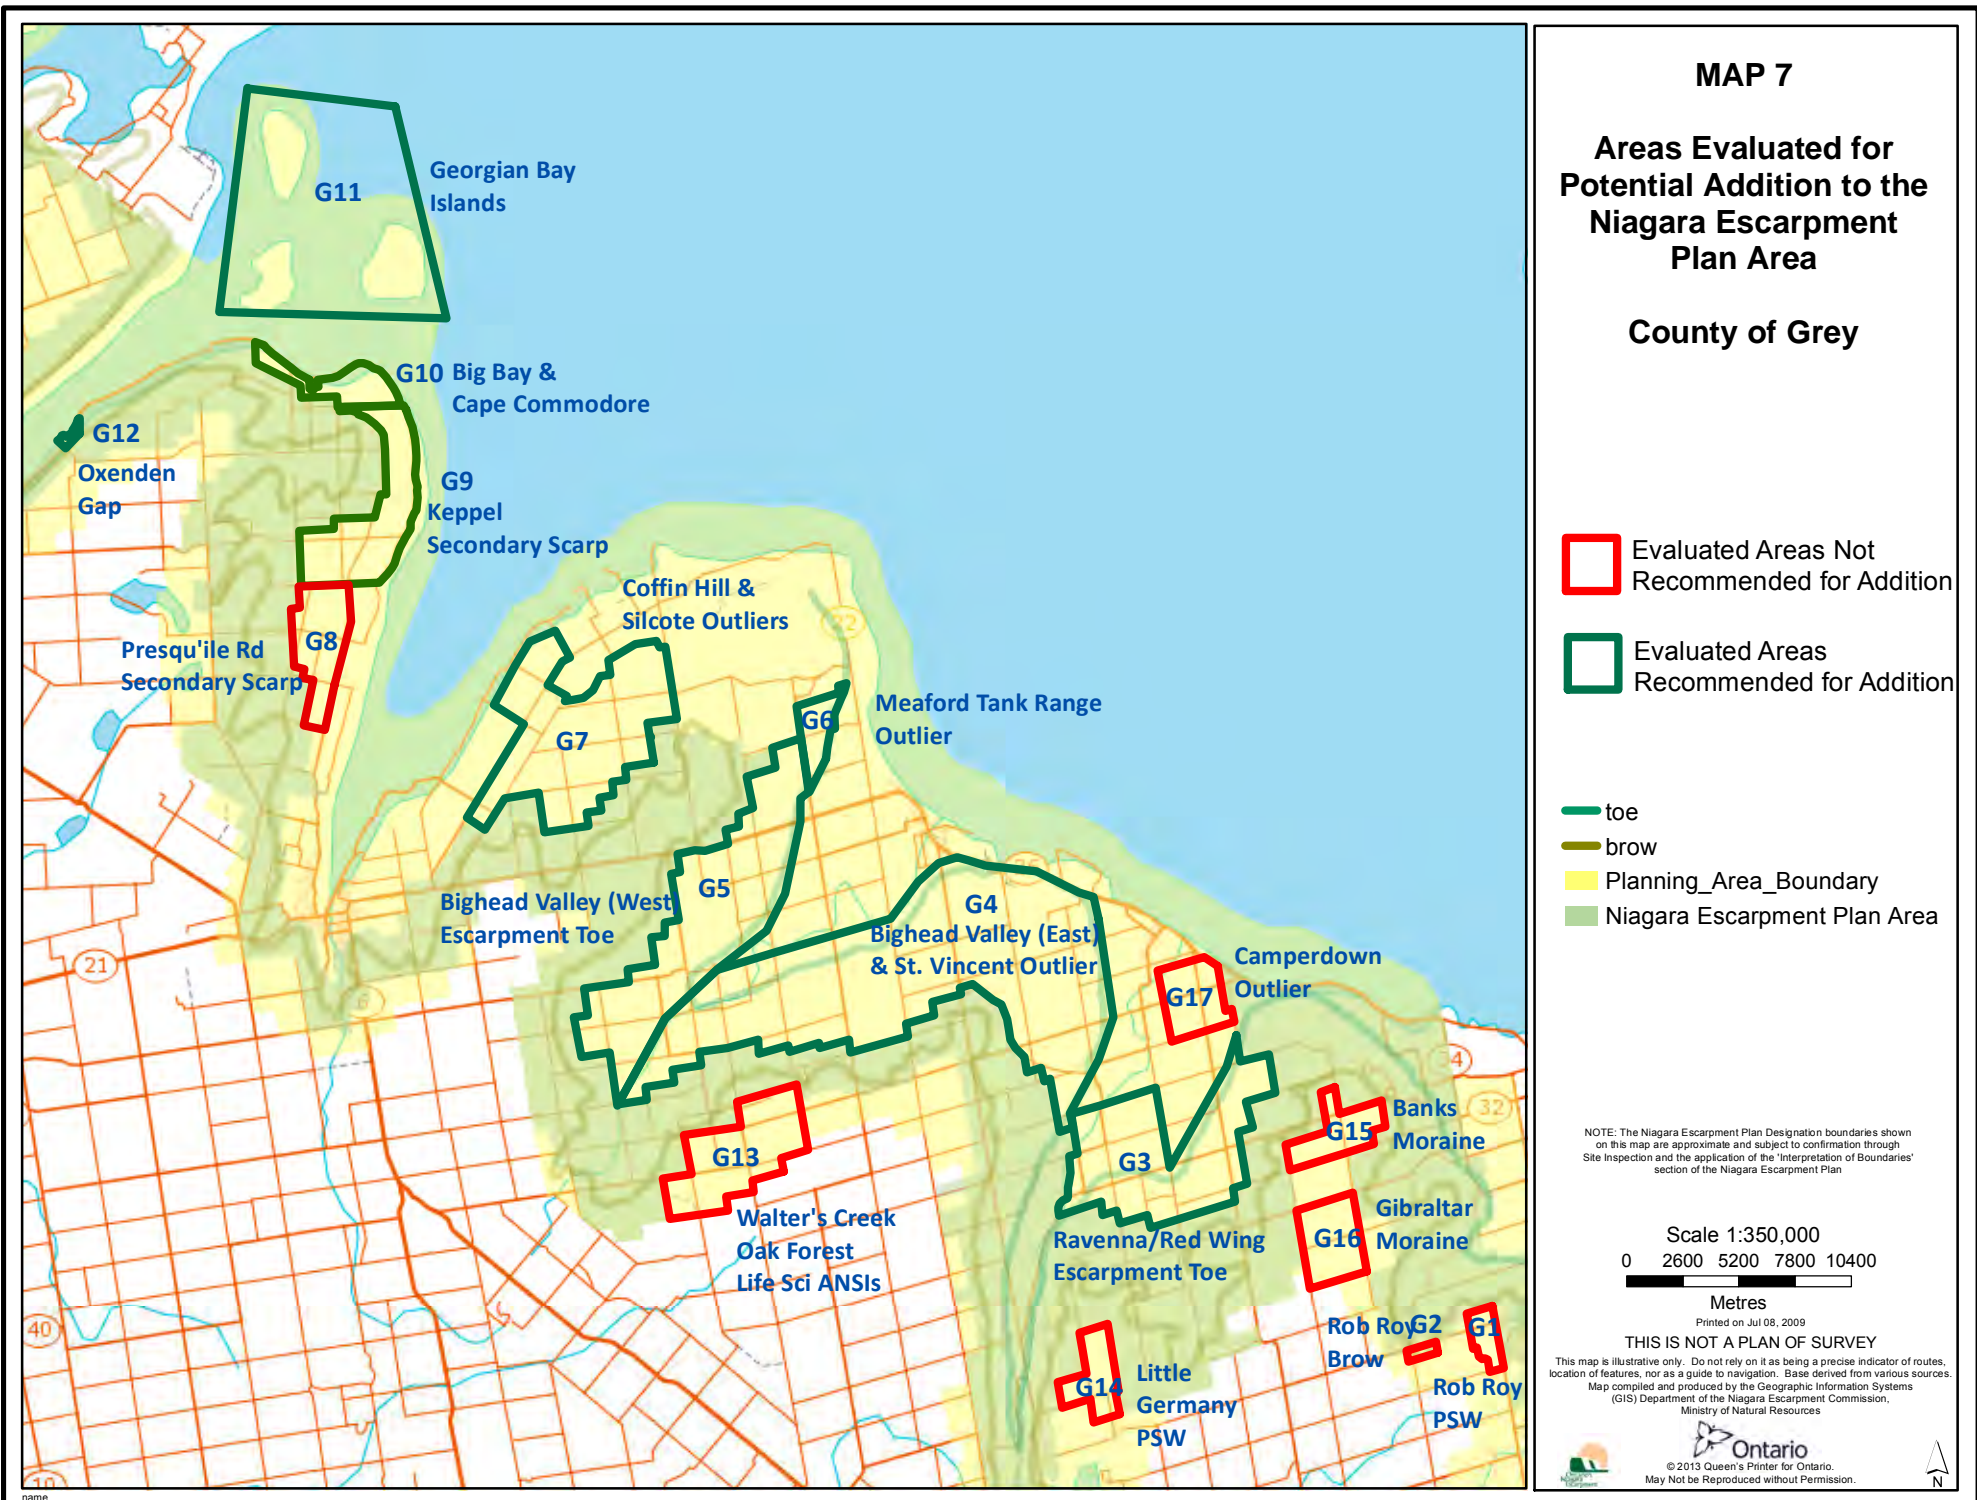 MAP 7
Areas Evaluated for
Potential Addition to the
Niagara Escarpment
Plan Area
County of Grey
Evaluated Areas Not
Recommended for Addition
Evaluated Areas
Recommended for Addition
toe
brow
Planning_Area_Boundary
Niagara Escarpment Plan Area
NOTE: The Niagara Escarpment Plan Designation boundaries shown
on this map are approximate and subject to confirmation through
Site Inspection and the application of the 'Interpretation of Boundaries'
section of the Niagara Escarpment Plan
Scale 1:350,000
0 2600 5200 7800 10400
Metres
Printed on Jul 08, 2009
THIS IS NOT A PLAN OF SURVEY
This map is illustrative only. Do not rely on it as being a precise indicator of routes,
location of features, nor as a guide to navigation. Base derived from various sources.
Map compiled and produced by the Geographic Information Systems
(GIS) Department of the Niagara Escarpment Commission,
Ministry of Natural Resources
Ontario
© 2013 Queen's Printer for Ontario.
May Not be Reproduced without Permission.
N
G11
Georgian Bay
Islands
G10 Big Bay &
Cape Commodore
G12
Oxenden
Gap
G9
Keppel
Secondary Scarp
Coffin Hill &
Silcote Outliers
22
G8
Presqu'ile Rd
Secondary Scarp
G7
G6
Meaford Tank Range
Outlier
G5
Bighead Valley (West)
Escarpment Toe
26
G4
Bighead Valley (East)
& St. Vincent Outlier
Camperdown
Outlier
G17
21
6
34
32
G13
Walter's Creek
Oak Forest
Life Sci ANSIs
G3
Ravenna/Red Wing
Escarpment Toe
Banks
Moraine
G15
Gibraltar
Moraine
G16
Rob Roy
Brow
G2
G1
Rob Roy
PSW
G14
Little
Germany
PSW
40
10
name